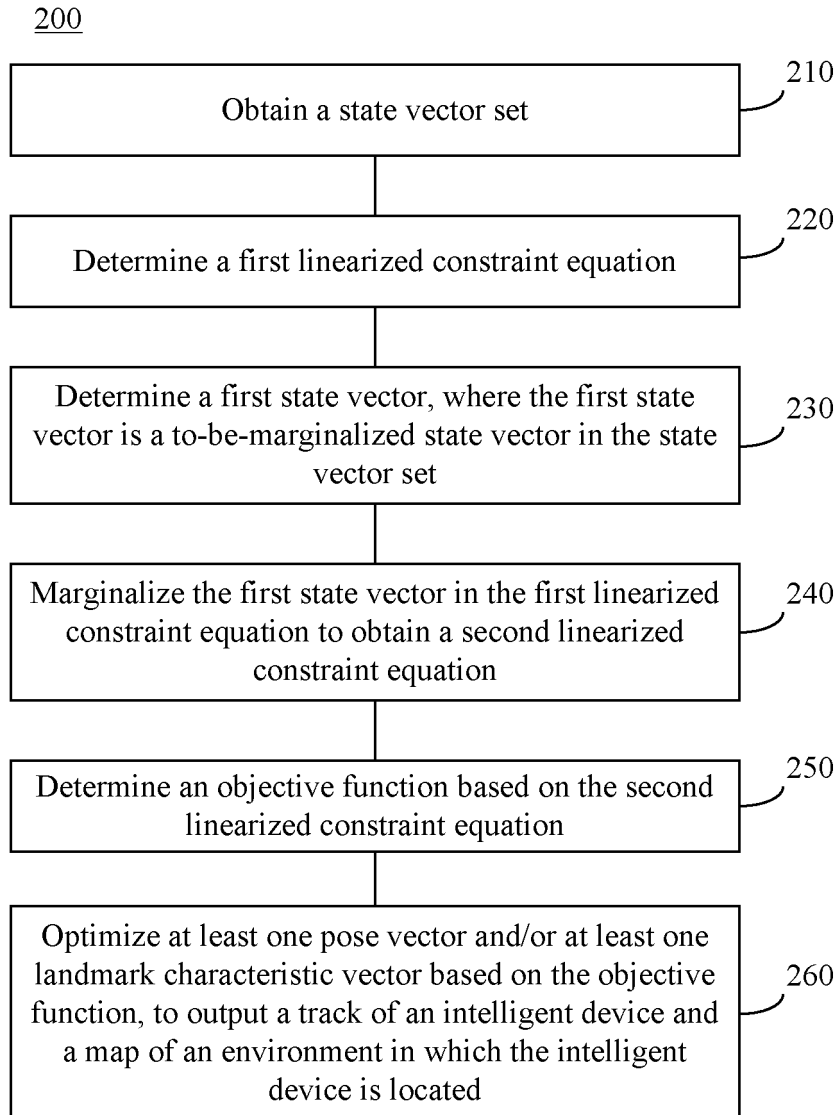 200
210
Obtain a state vector set
220
Determine a first linearized constraint equation
230
Determine a first state vector, where the first state
vector is a to-be-marginalized state vector in the state
vector set
240
Marginalize the first state vector in the first linearized
constraint equation to obtain a second linearized
constraint equation
250
Determine an objective function based on the second
linearized constraint equation
260
Optimize at least one pose vector and/or at least one
landmark characteristic vector based on the objective
function, to output a track of an intelligent device and
a map of an environment in which the intelligent
device is located